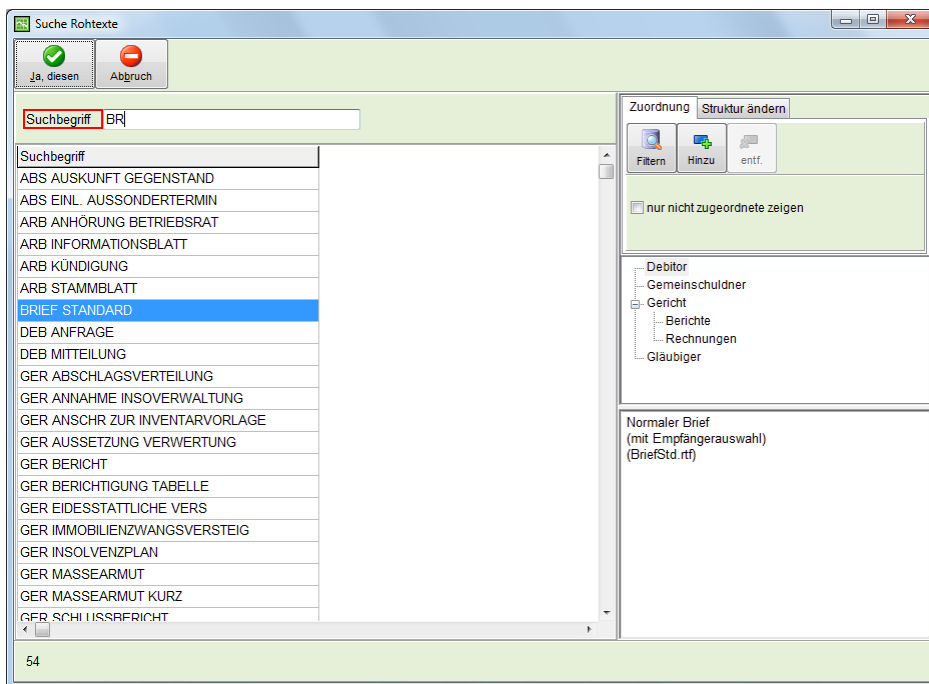 Suche Rohtexte
Ja, diesen
Abbruch
Suchbegriff BR
Suchbegriff
ABS AUSKUNFT GEGENSTAND
ABS EINL. AUSSONDERTERMIN
ARB ANHÖRUNG BETRIEBSRAT
ARB INFORMATIONSBLATT
ARB KÜNDIGUNG
ARB STAMMBLATT
BRIEF STANDARD
DEB ANFRAGE
DEB MITTEILUNG
GER ABSCHLAGSVERTEILUNG
GER ANNAHME INSOVERWALTUNG
GER ANSCHR ZUR INVENTARVORLAGE
GER AUSSETZUNG VERWERTUNG
GER BERICHT
GER BERICHTIGUNG TABELLE
GER EIDESSTATTLICHE VERS
GER IMMOBILIENZWANGSVERSTEIG
GER INSOLVENZPLAN
GER MASSEARMUT
GER MASSEARMUT KURZ
GER SCHLUSSBERICHT
Zuordnung
Struktur ändern
Filtern
Hinzu
entf.
nur nicht zugeordnete zeigen
Debitor
Gemeinschuldner
Gericht
Berichte
Rechnungen
Gläubiger
Normaler Brief
(mit Empfängerauswahl)
(BriefStd.rtf)
54